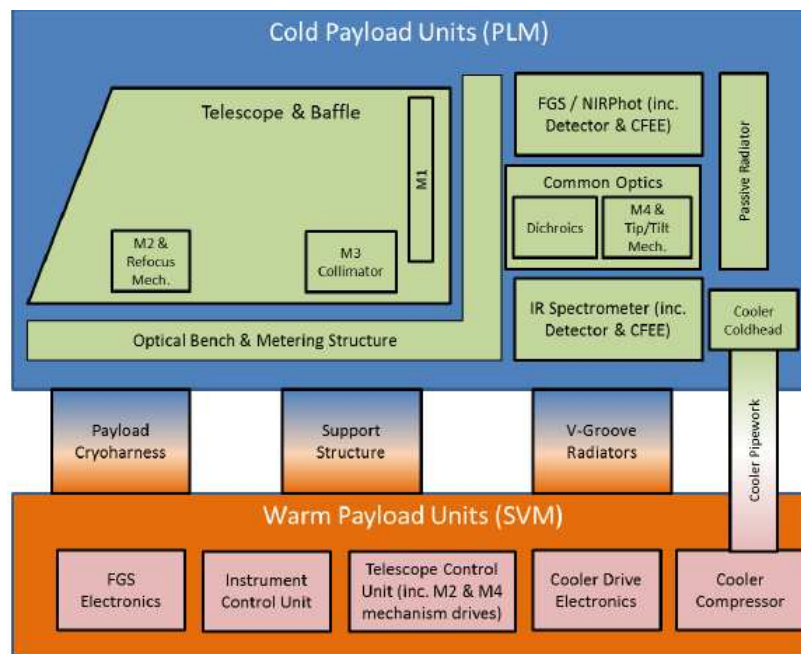 Cold Payload Units (PLM)
Telescope & Baffle
M1
M2 &
Refocus
Mech.
M3
Collimator
Optical Bench & Metering Structure
FGS / NIRPhot (inc.
Detector & CFEE)
Common Optics
Dichroics
M4 &
Tip/Tilt
Mech.
IR Spectrometer (inc.
Detector & CFEE)
Passive Radiator
Cooler
Coldhead
Payload
Cryoharness
Support
Structure
V-Groove
Radiators
Cooler Pipework
Warm Payload Units (SVM)
FGS
Electronics
Instrument
Control Unit
Telescope Control
Unit (inc. M2 & M4
mechanism drives)
Cooler Drive
Electronics
Cooler
Compressor